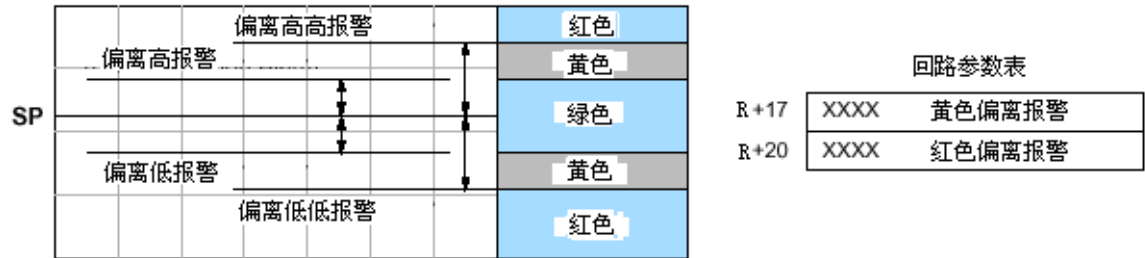 偏离高高报警
红色
偏离高报警
黄色
回路参数表
SP
绿色
R+17 XXXX 黄色偏离报警
R+20 XXXX 红色偏离报警
偏离低报警
黄色
偏离低低报警
红色